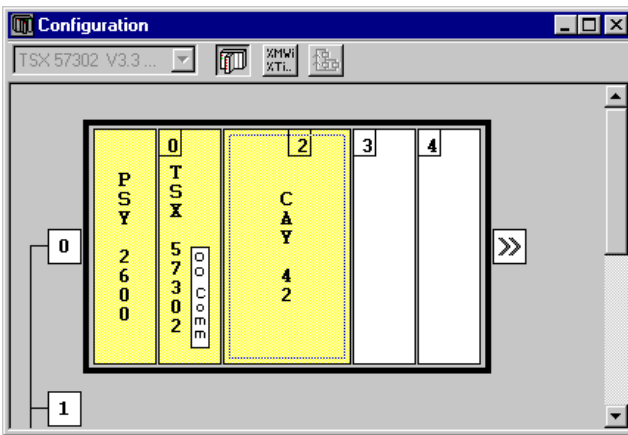 Configuration
TSX 57302 V3.3 ...
%MWi
%Ti..
0
2
3
4
PSY 2600
TSX 57302
oo comm
CAY 42
0
1